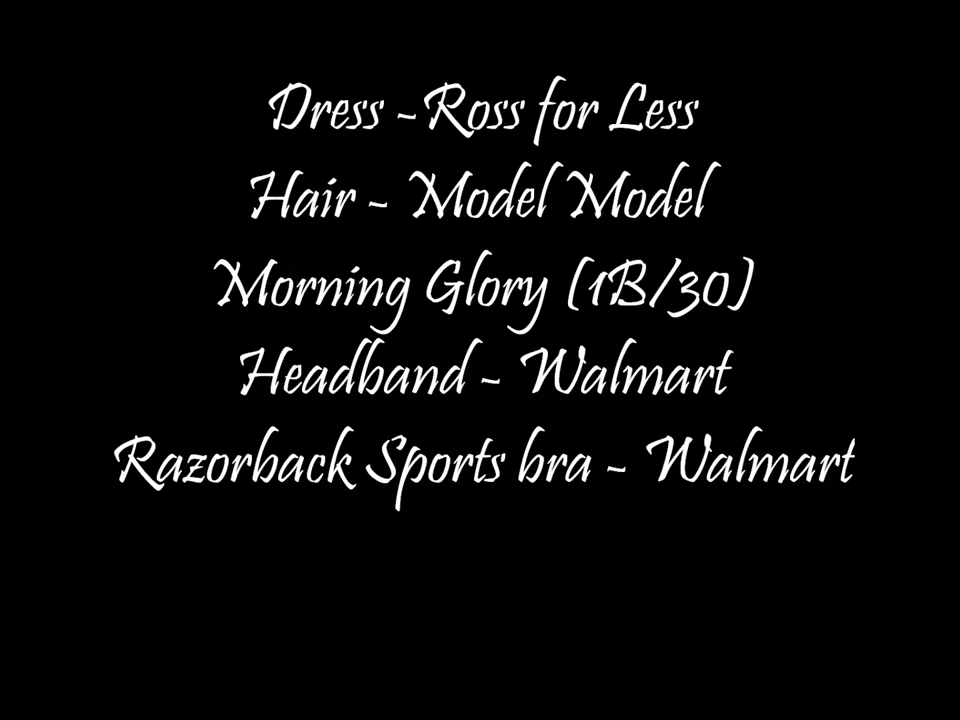 Dress -Ross for Less
Hair - Model Model
Morning Glory (1B/30)
Headband - Walmart
Razorback Sports bra - Walmart